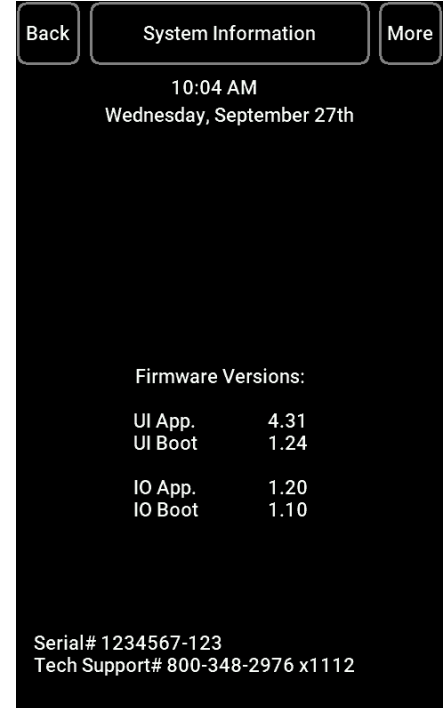 Back System Information More
10:04 AM
Wednesday, September 27th
Firmware Versions:
UI App. 4.31
UI Boot 1.24
IO App. 1.20
IO Boot 1.10
Serial# 1234567-123
Tech Support# 800-348-2976 x1112